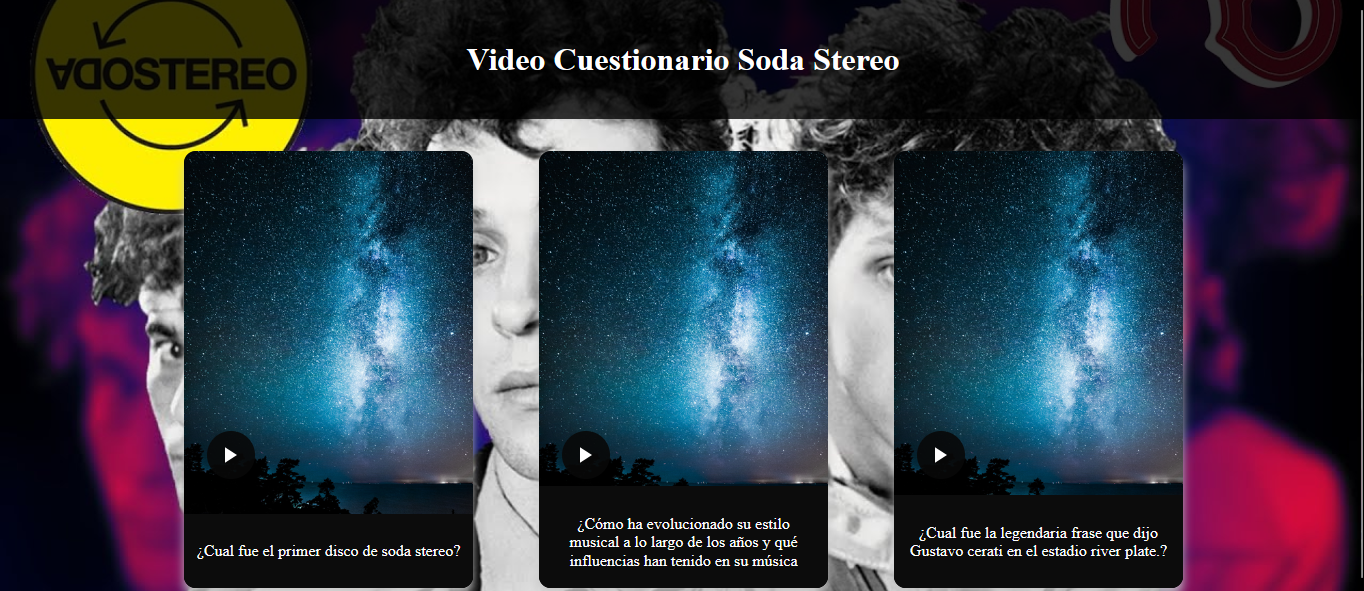 SODASTEREO
Video Cuestionario Soda Stereo
¿Cual fue el primer disco de soda stereo?
¿Cómo ha evolucionado su estilo
musical a lo largo de los años y qué
influencias han tenido en su música
¿Cual fue la legendaria frase que dijo
Gustavo cerati en el estadio river plate.?